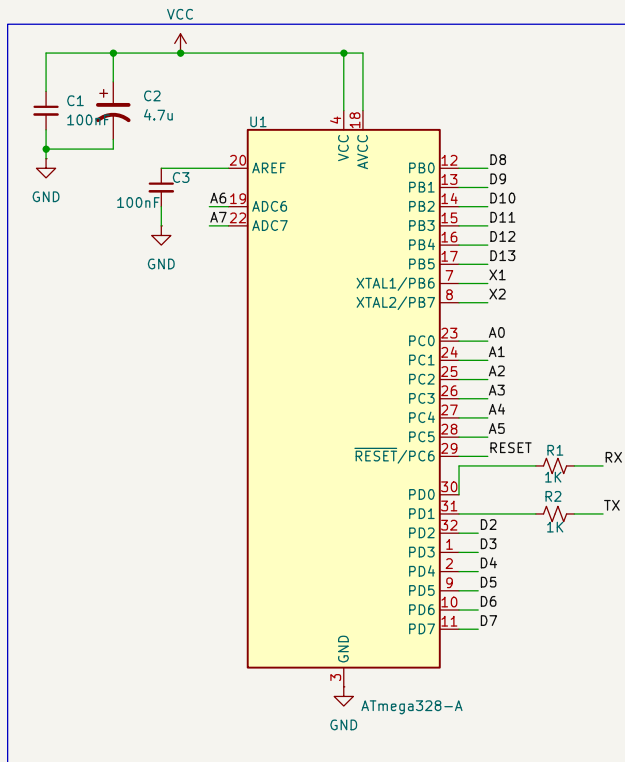 VCC
C1
100nF
+
C2
4.7u
GND
U1
4
VCC
18
AVCC
20 AREF
C3
100nF
A6 19 ADC6
A7 22 ADC7
GND
PB0 12 D8
PB1 13 D9
PB2 14 D10
PB3 15 D11
PB4 16 D12
PB5 17 D13
XTAL1/PB6 7 X1
XTAL2/PB7 8 X2
PC0 23 A0
PC1 24 A1
PC2 25 A2
PC3 26 A3
PC4 27 A4
PC5 28 A5
RESET/PC6 29 RESET
R1
1K
RX
PD0 30
R2
1K
TX
PD1 31
PD2 32 D2
PD3 1 D3
PD4 2 D4
PD5 9 D5
PD6 10 D6
PD7 11 D7
GND
3
ATmega328-A
GND